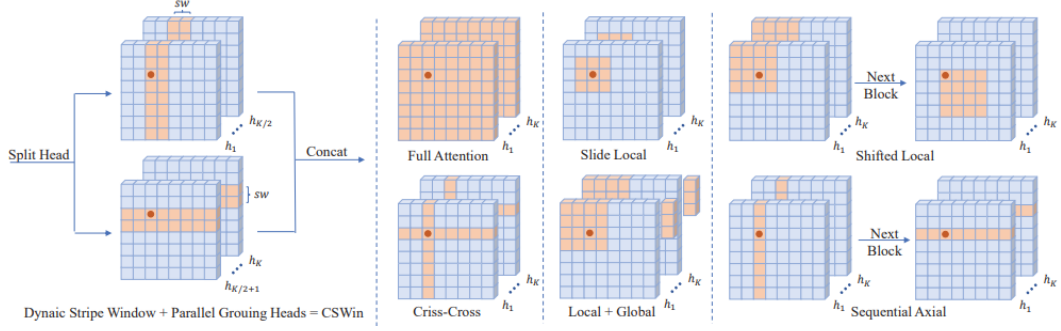 sw
h_{K/2}
h_1
Split Head
Concat
sw
h_K
h_{K/2+1}
Dynaic Stripe Window + Parallel Grouing Heads = CSWin
h_K
h_1
Full Attention
h_K
h_1
Slide Local
h_K
h_1
Next
Block
h_K
h_1
Shifted Local
h_K
h_1
Criss-Cross
h_K
h_1
Local + Global
h_K
h_1
Next
Block
h_K
h_1
Sequential Axial